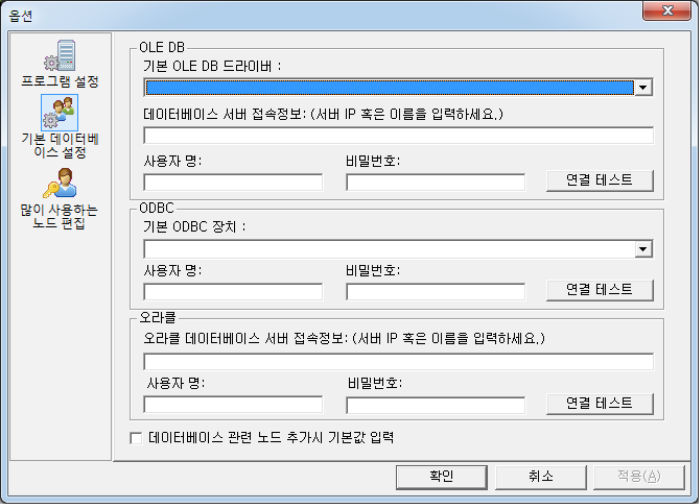 옵션
프로그램 설정
기본 데이터베
이스 설정
많이 사용하는
노드 편집
OLE DB
기본 OLE DB 드라이버 :
데이터베이스 서버 접속정보: (서버 IP 혹은 이름을 입력하세요.)
사용자 명: 비밀번호:
연결 테스트
ODBC
기본 ODBC 장치 :
사용자 명: 비밀번호:
연결 테스트
오라클
오라클 데이터베이스 서버 접속정보: (서버 IP 혹은 이름을 입력하세요.)
사용자 명: 비밀번호:
연결 테스트
데이터베이스 관련 노드 추가시 기본값 입력
확인 취소 적용(A)